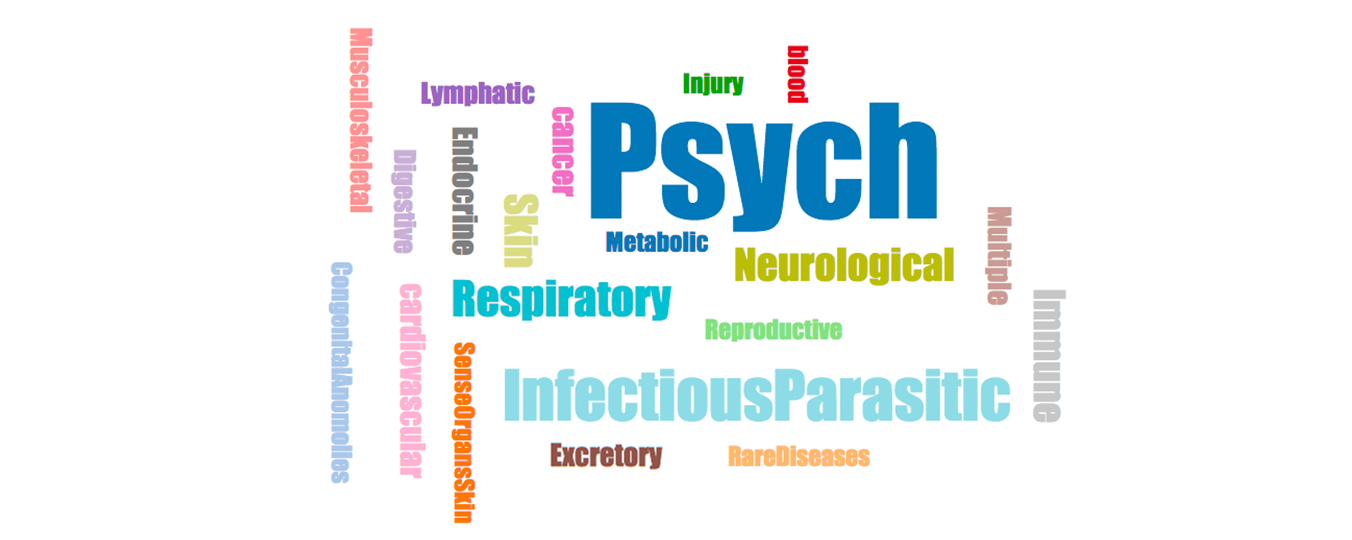 Musculoskeletal
Lymphatic
Injury
blood
cancer
Psych
Endocrine
Digestive
Skin
Metabolic
Neurological
Multiple
CongenitalAnomolies
cardiovascular
Respiratory
Reproductive
Immune
SenseOrgansSkin
InfectiousParasitic
Excretory
RareDiseases